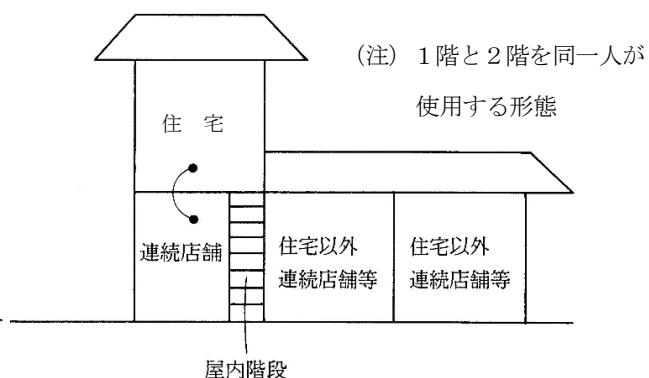 (注) 1階と2階を同一人が
使用する形態
住 宅
連続店舗
住宅以外
連続店舗等
住宅以外
連続店舗等
屋内階段